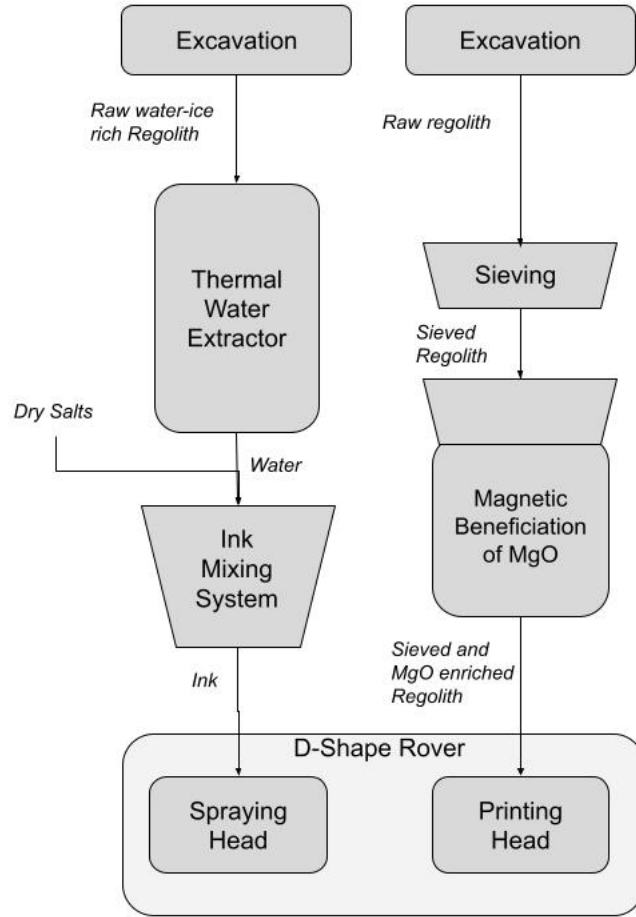 Excavation
Raw water-ice
rich Regolith
Thermal
Water
Extractor
Dry Salts
Water
Ink
Mixing
System
Ink
Excavation
Raw regolith
Sieving
Sieved
Regolith
Magnetic
Beneficiation
of MgO
Sieved and
MgO enriched
Regolith
D-Shape Rover
Spraying
Head
Printing
Head